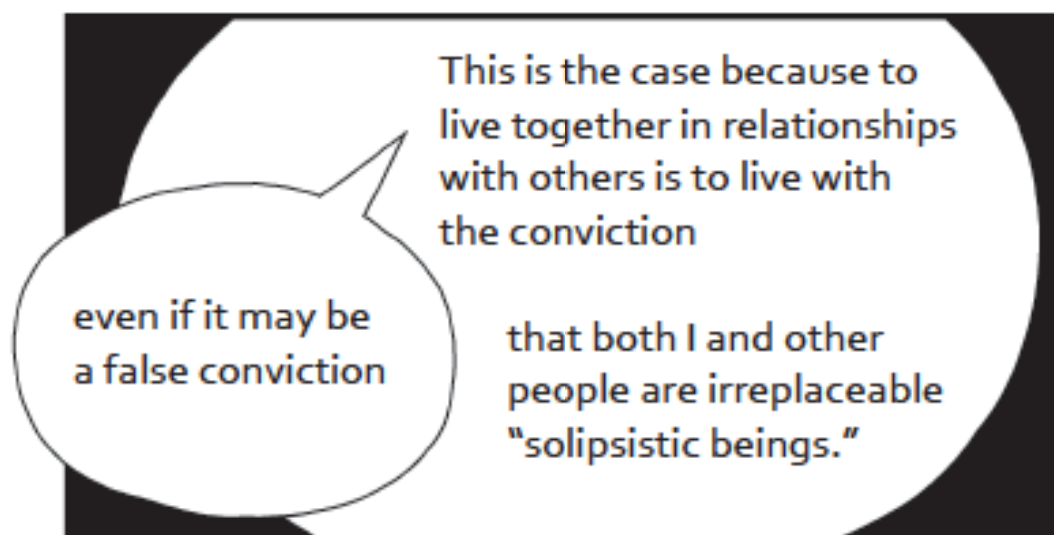 This is the case because to
live together in relationships
with others is to live with
the conviction
even if it may be
a false conviction
that both I and other
people are irreplaceable
“solipsistic beings.”